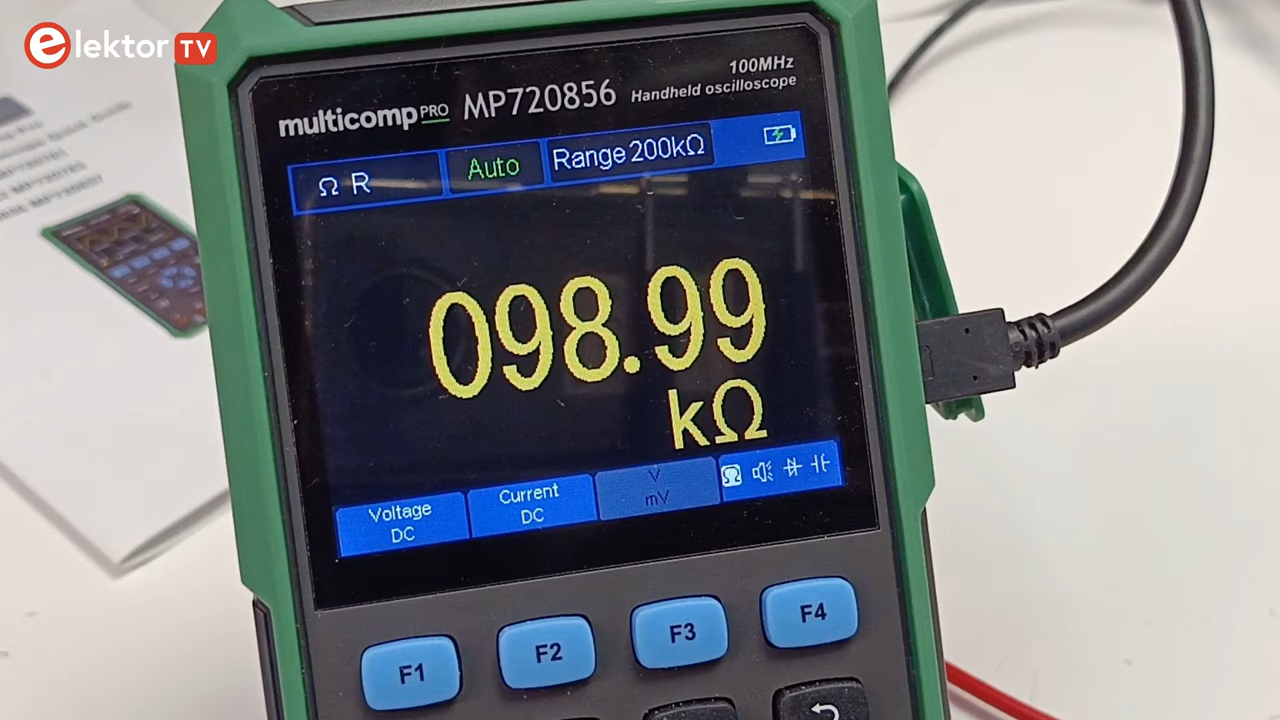 elektor TV
100MHz
multicomp PRO MP720856 Handheld oscilloscope
Ω R Auto Range 200kΩ
098.99
kΩ
Voltage DC
Current DC
V mV
Ω
F1 F2 F3 F4